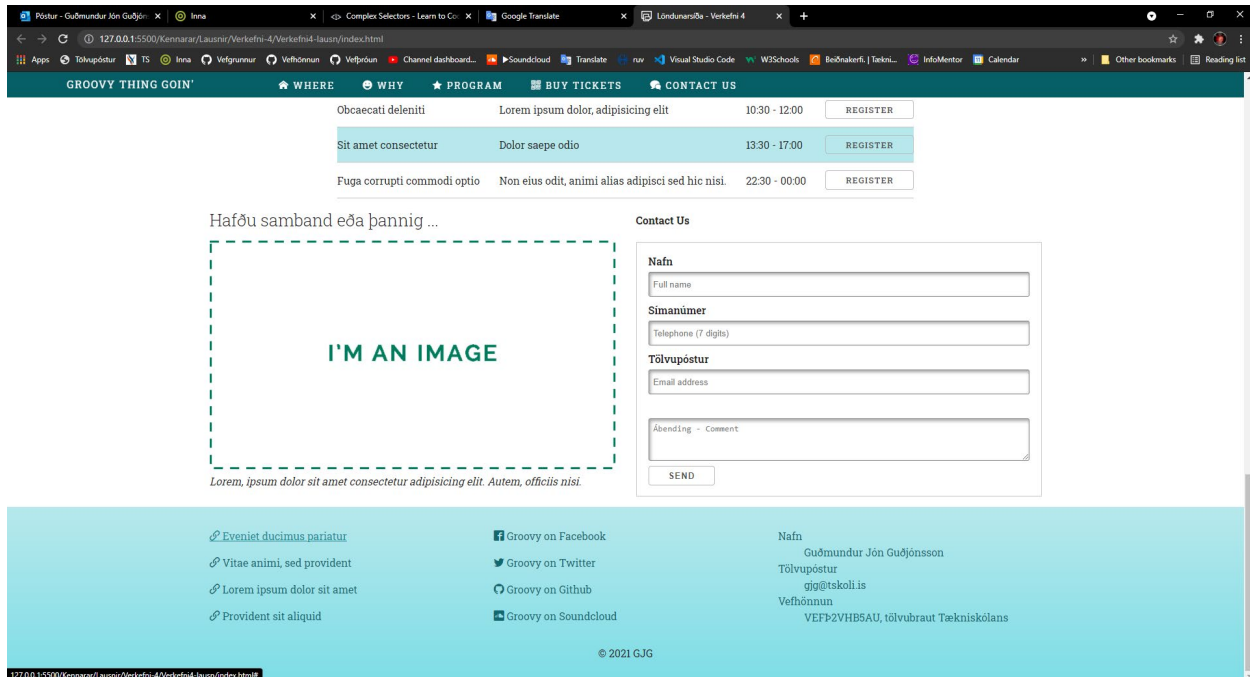 Póstur - Guðmundur Jón Guðjón
Inna
Complex Selectors - Learn to Co
Google Translate
Löndunarsíða - Verkefni 4
127.0.0.1:5500/Kennarar/Lausnir/Verkefni-4/Verkefni4-lausn/index.html
Apps Tölvupóstur TS Inna Vefgrunnur Vefhönnun Vefþróun Channel dashboard... Soundcloud Translate ruv Visual Studio Code W3Schools Beiðnakerfi. | Tækni... InfoMentor Calendar » Other bookmarks Reading list
GROOVY THING GOIN' WHERE WHY PROGRAM BUY TICKETS CONTACT US
Obcaecati deleniti Lorem ipsum dolor, adipisicing elit 10:30 - 12:00 REGISTER
Sit amet consectetur Dolor saepe odio 13:30 - 17:00 REGISTER
Fuga corrupti commodi optio Non eius odit, animi alias adipisci sed hic nisi. 22:30 - 00:00 REGISTER
Hafðu samband eða þannig ...
I'M AN IMAGE
Lorem, ipsum dolor sit amet consectetur adipisicing elit. Autem, officiis nisi.
Contact Us
Nafn
Full name
Símanúmer
Telephone (7 digits)
Tölvupóstur
Email address
Ábending - Comment
SEND
Eveniet ducimus pariatur
Vitae animi, sed provident
Lorem ipsum dolor sit amet
Provident sit aliquid
Groovy on Facebook
Groovy on Twitter
Groovy on Github
Groovy on Soundcloud
Nafn
Guðmundur Jón Guðjónsson
Tölvupóstur
gjg@tskoli.is
Vefhönnun
VEFÞ2VHB5AU, tölvubraut Tækniskólans
© 2021 GJG
127.0.0.1:5500/Kennarar/Lausnir/Verkefni-4/Verkefni4-lausn/index.html#